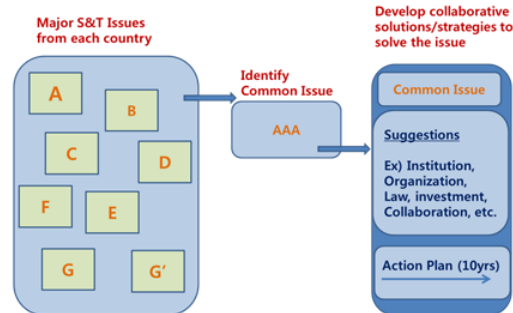 Major S&T Issues
from each country
A
B
C
D
F
E
G
G’
Identify
Common Issue
AAA
Develop collaborative
solutions/strategies to
solve the issue
Common Issue
Suggestions
Ex) Institution,
Organization,
Law, investment,
Collaboration, etc.
Action Plan (10yrs)